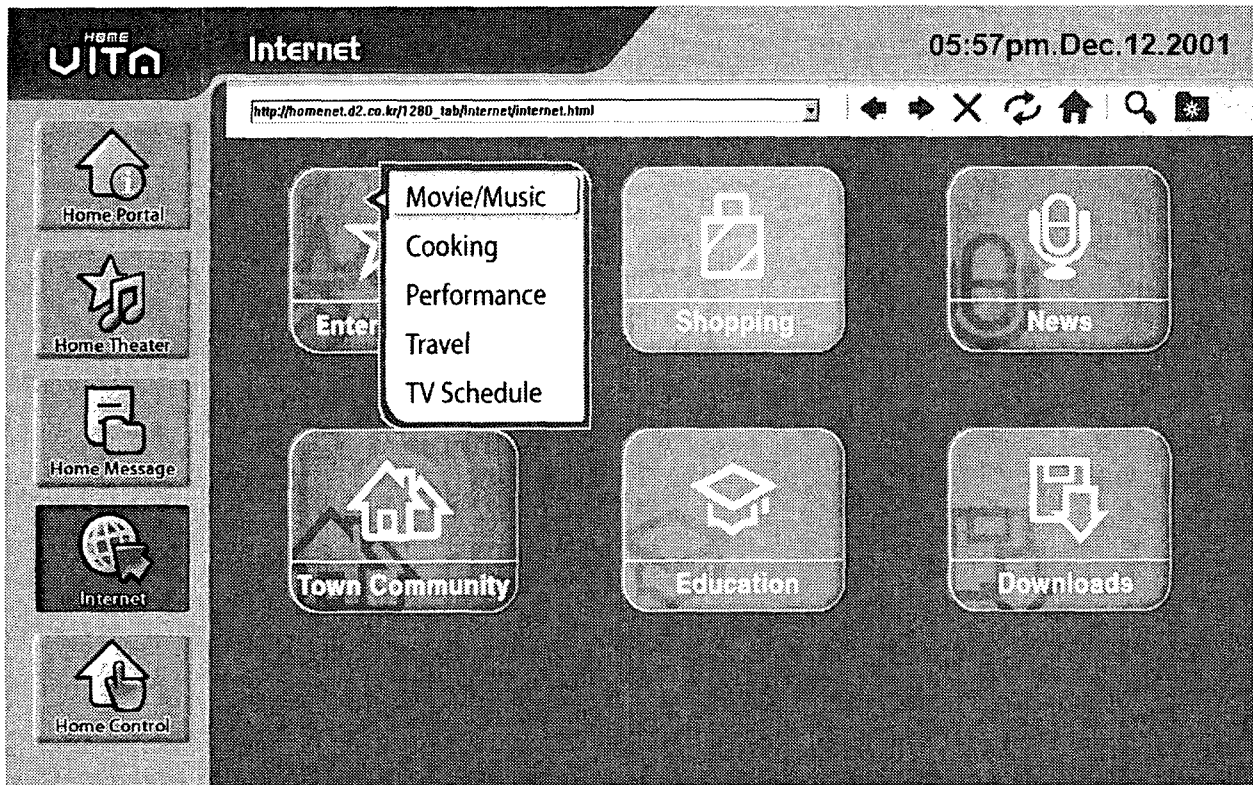 HOME
VITA
Internet
05:57pm.Dec.12.2001
http://homenet.d2.co.kr/1280_tab/internet/internet.html
Home Portal
Home Theater
Home Message
Internet
Home Control
Movie/Music
Cooking
Performance
Travel
TV Schedule
Enter
Shopping
News
Town Community
Education
Downloads